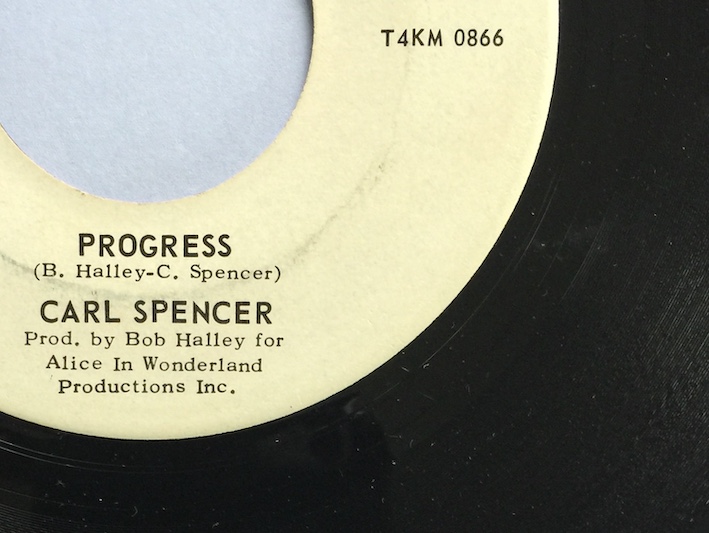 T4KM 0866
PROGRESS
(B. Halley-C. Spencer)
CARL SPENCER
Prod. by Bob Halley for
Alice In Wonderland
Productions Inc.